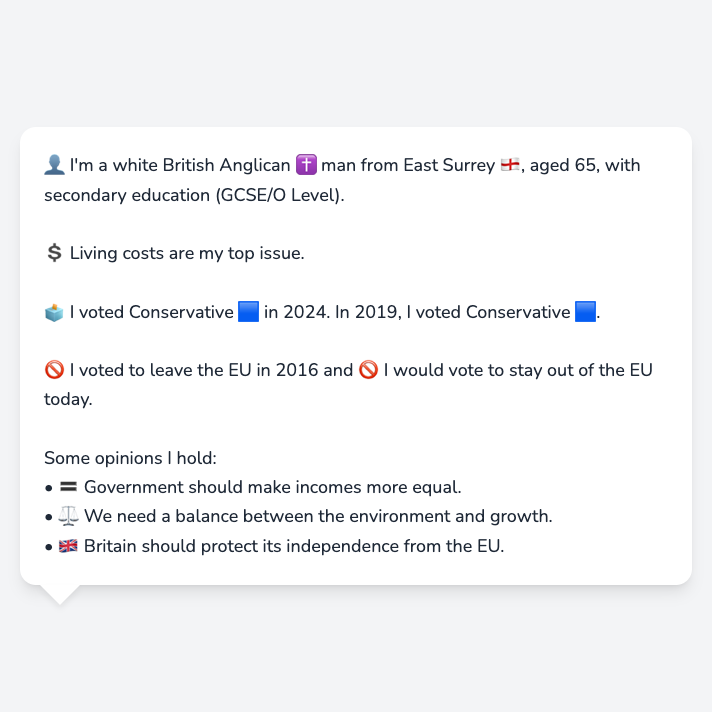 👤 I'm a white British Anglican ✝️ man from East Surrey 🏴󠁧󠁢󠁥󠁮󠁧󠁿, aged 65, with
secondary education (GCSE/O Level).
💲 Living costs are my top issue.
🗳️ I voted Conservative 🟦 in 2024. In 2019, I voted Conservative 🟦.
🚫 I voted to leave the EU in 2016 and 🚫 I would vote to stay out of the EU
today.
Some opinions I hold:
• 🟰 Government should make incomes more equal.
• ⚖️ We need a balance between the environment and growth.
• 🇬🇧 Britain should protect its independence from the EU.